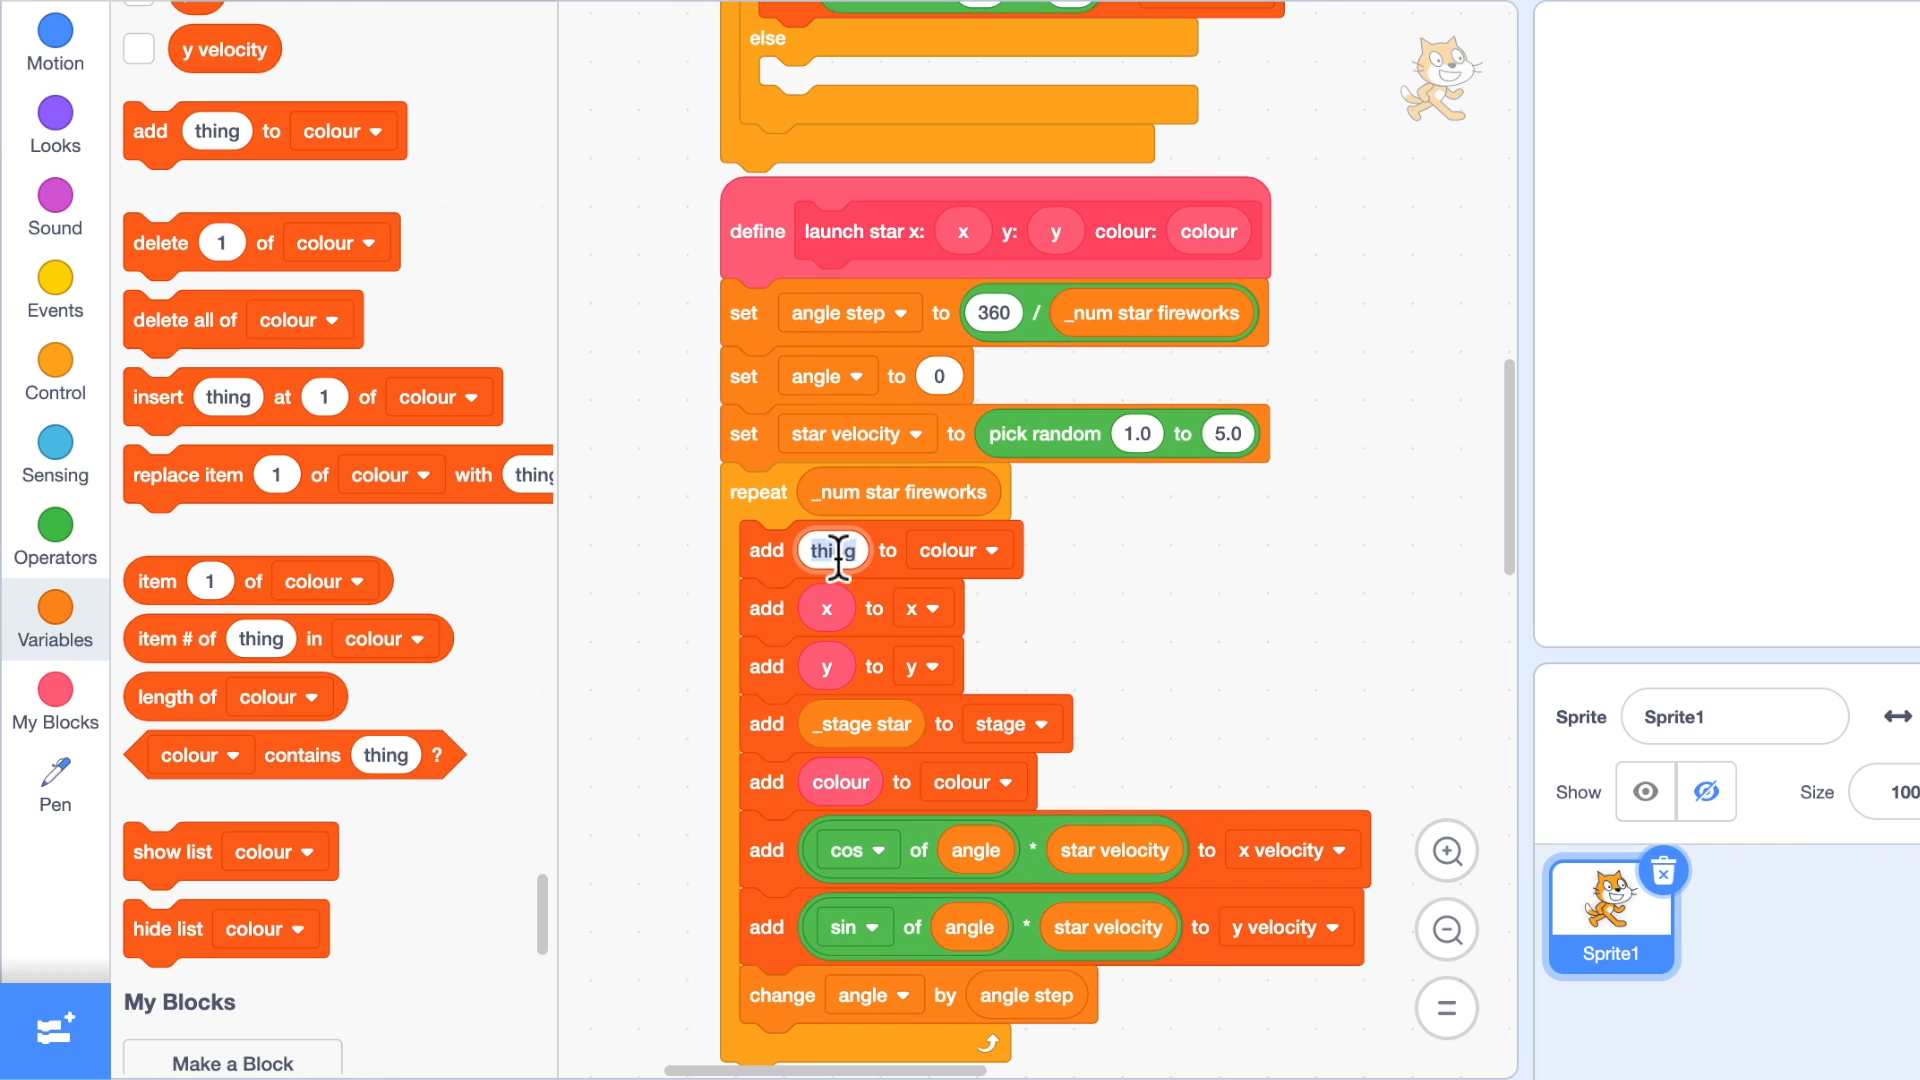 Motion
Looks
Sound
Events
Control
Sensing
Operators
Variables
My Blocks
Pen
y velocity
add thing to colour
delete 1 of colour
delete all of colour
insert thing at 1 of colour
replace item 1 of colour with thing
item 1 of colour
item # of thing in colour
length of colour
colour contains thing ?
show list colour
hide list colour
My Blocks
Make a Block
else
define launch star x: x y: y colour: colour
set angle step to 360 / _num star fireworks
set angle to 0
set star velocity to pick random 1.0 to 5.0
repeat _num star fireworks
add thing to colour
add x to x
add y to y
add _stage star to stage
add colour to colour
add cos of angle * star velocity to x velocity
add sin of angle * star velocity to y velocity
change angle by angle step
Sprite Sprite1
Show Size 100
Sprite1